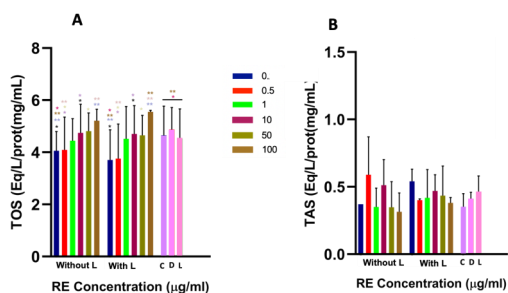 A
TOS (Eq/L/prot(mg/mL)
8
6
4
2
0
Without L
With L
C D L
RE Concentration (µg/ml)
0.
0.5
1
10
50
100
B
TAS (Eq/L/prot(mg/mL)
1.5
1.0
0.5
0.0
Without L
With L
C D L
RE Concentration (µg/ml)